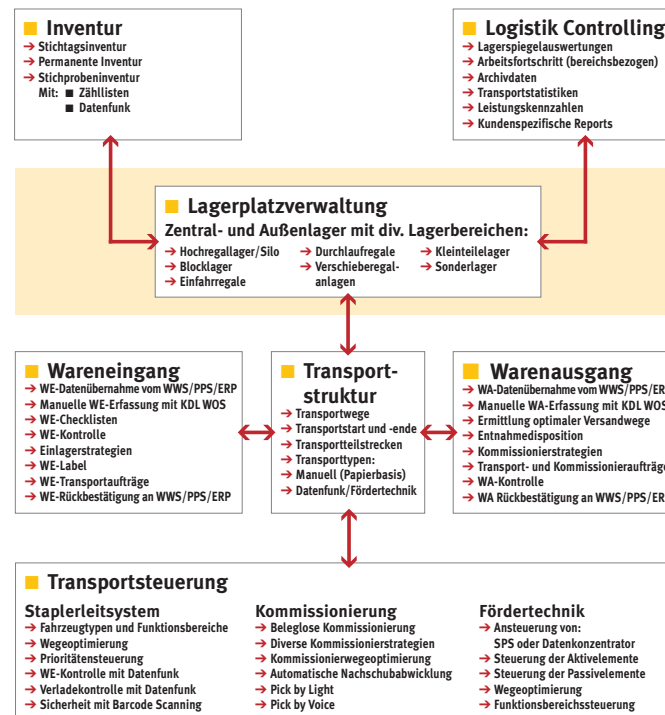 Inventur
→ Stichtagsinventur
→ Permanente Inventur
→ Stichprobeninventur
Mit: ■ Zähllisten
■ Datenfunk
Logistik Controlling
→ Lagerspiegelauswertungen
→ Arbeitsfortschritt (bereichsbezogen)
→ Archivdaten
→ Transportstatistiken
→ Leistungskennzahlen
→ Kundenspezifische Reports
Lagerplatzverwaltung
Zentral- und Außenlager mit div. Lagerbereichen:
→ Hochregallager/Silo
→ Blocklager
→ Einfahrregale
→ Durchlaufregale
→ Verschieberegal-
anlagen
→ Kleinteilelager
→ Sonderlager
Wareneingang
→ WE-Datenübernahme vom WWS/PPS/ERP
→ Manuelle WE-Erfassung mit KDL WOS
→ WE-Checklisten
→ WE-Kontrolle
→ Einlagerstrategien
→ WE-Label
→ WE-Transportaufträge
→ WE-Rückbestätigung an WWS/PPS/ERP
Transport-
struktur
→ Transportwege
→ Transportstart und -ende
→ Transportteilstrecken
→ Transporttypen:
→ Manuell (Papierbasis)
→ Datenfunk/Fördertechnik
Warenausgang
→ WA-Datenübernahme vom WWS/PPS/ER
→ Manuelle WA-Erfassung mit KDL WOS
→ Ermittlung optimaler Versandwege
→ Entnahmedisposition
→ Kommissionierstrategien
→ Transport- und Kommissionieraufträge
→ WA-Kontrolle
→ WA Rückbestätigung an WWS/PPS/ERP
Transportsteuerung
Staplerleitsystem
→ Fahrzeugtypen und Funktionsbereiche
→ Wegeoptimierung
→ Prioritätensteuerung
→ WE-Kontrolle mit Datenfunk
→ Verladekontrolle mit Datenfunk
→ Sicherheit mit Barcode Scanning
Kommissionierung
→ Beleglose Kommissionierung
→ Diverse Kommissionierstrategien
→ Kommissionierwegeoptimierung
→ Automatische Nachschubabwicklung
→ Pick by Light
→ Pick by Voice
Fördertechnik
→ Ansteuerung von:
SPS oder Datenkonzentrator
→ Steuerung der Aktivelemente
→ Steuerung der Passivelemente
→ Wegeoptimierung
→ Funktionsbereichssteuerung